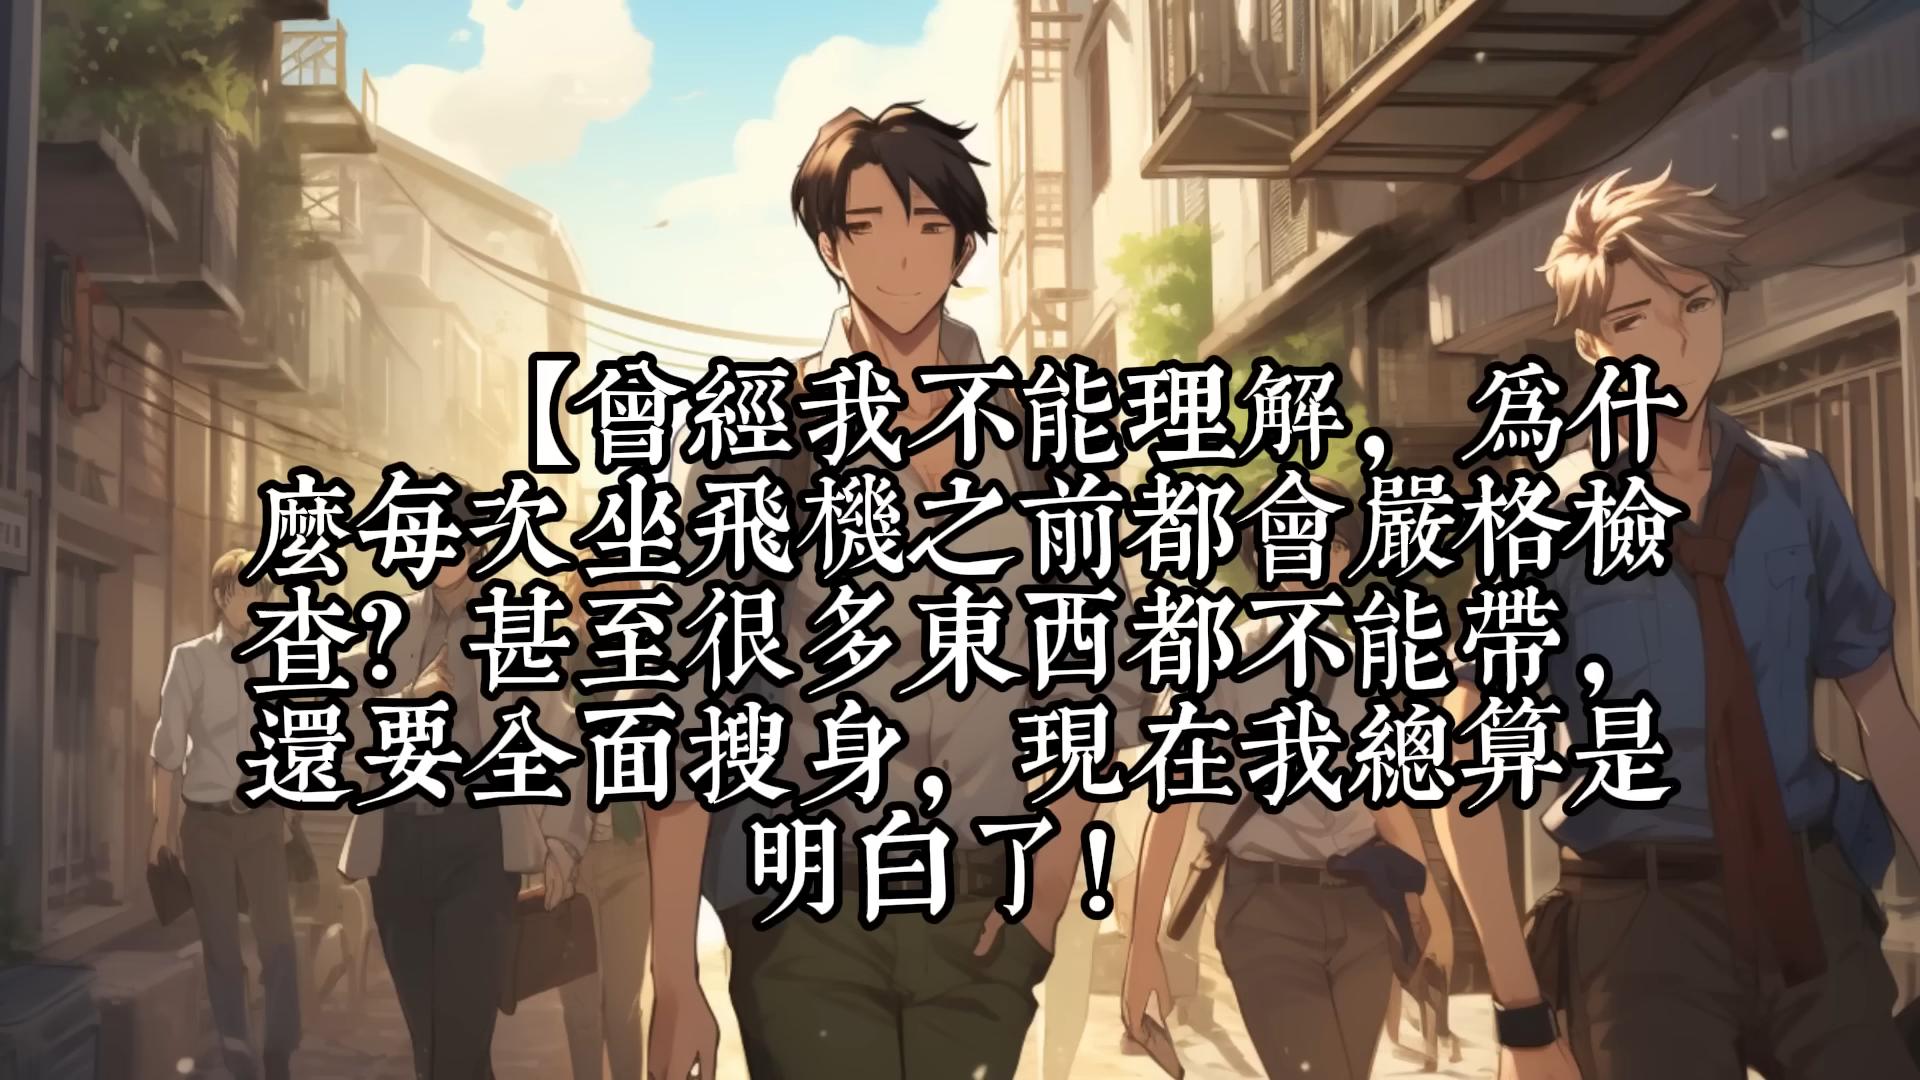 【曾經我不能理解，爲什
麼每次坐飛機之前都會嚴格檢
查？甚至很多東西都不能帶，
還要全面搜身，現在我總算是
明白了！